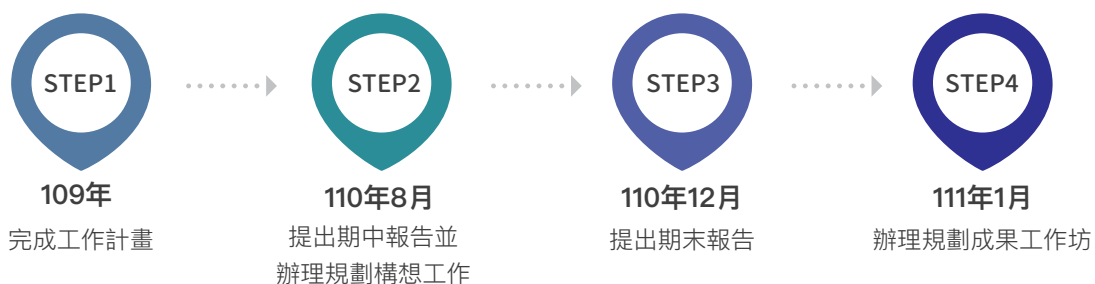 STEP1
109年
完成工作計畫
STEP2
110年8月
提出期中報告並
辦理規劃構想工作
STEP3
110年12月
提出期末報告
STEP4
111年1月
辦理規劃成果工作坊